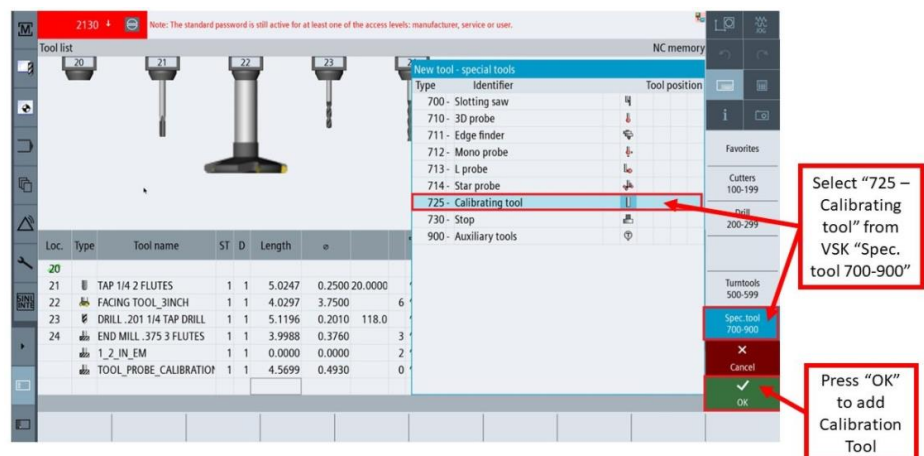 2130
Note: The standard password is still active for at least one of the access levels: manufacturer, service or user.
JOG
Tool list
NC memory
20 21 22 23
New tool - special tools
Type Identifier Tool position
700 - Slotting saw
710 - 3D probe
711 - Edge finder
712 - Mono probe
713 - L probe
714 - Star probe
725 - Calibrating tool
730 - Stop
900 - Auxiliary tools
Favorites
Cutters
100-199
Drill
200-299
Turntools
500-599
Spec.tool
700-900
Cancel
OK
Loc. Type Tool name ST D Length ø
20
21 TAP 1/4 2 FLUTES 1 1 5.0247 0.2500 20.0000
22 FACING TOOL_3INCH 1 1 4.0297 3.7500 6
23 DRILL .201 1/4 TAP DRILL 1 1 5.1196 0.2010 118.0
24 END MILL .375 3 FLUTES 1 1 3.9988 0.3760 3
1_2_IN_EM 1 1 0.0000 0.0000 2
TOOL_PROBE_CALIBRATION 1 1 4.5699 0.4930 0
Select “725 –
Calibrating
tool” from
VSK “Spec.
tool 700-900”
Press “OK”
to add
Calibration
Tool